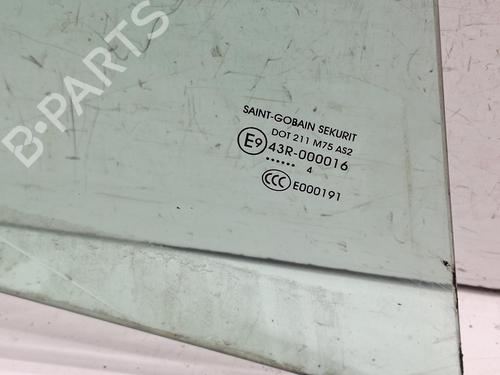 B-PARTS
SAINT-GOBAIN SEKURIT
DOT 211 M75 AS2
E9 43R-000016
••••••
4
CCC E000191